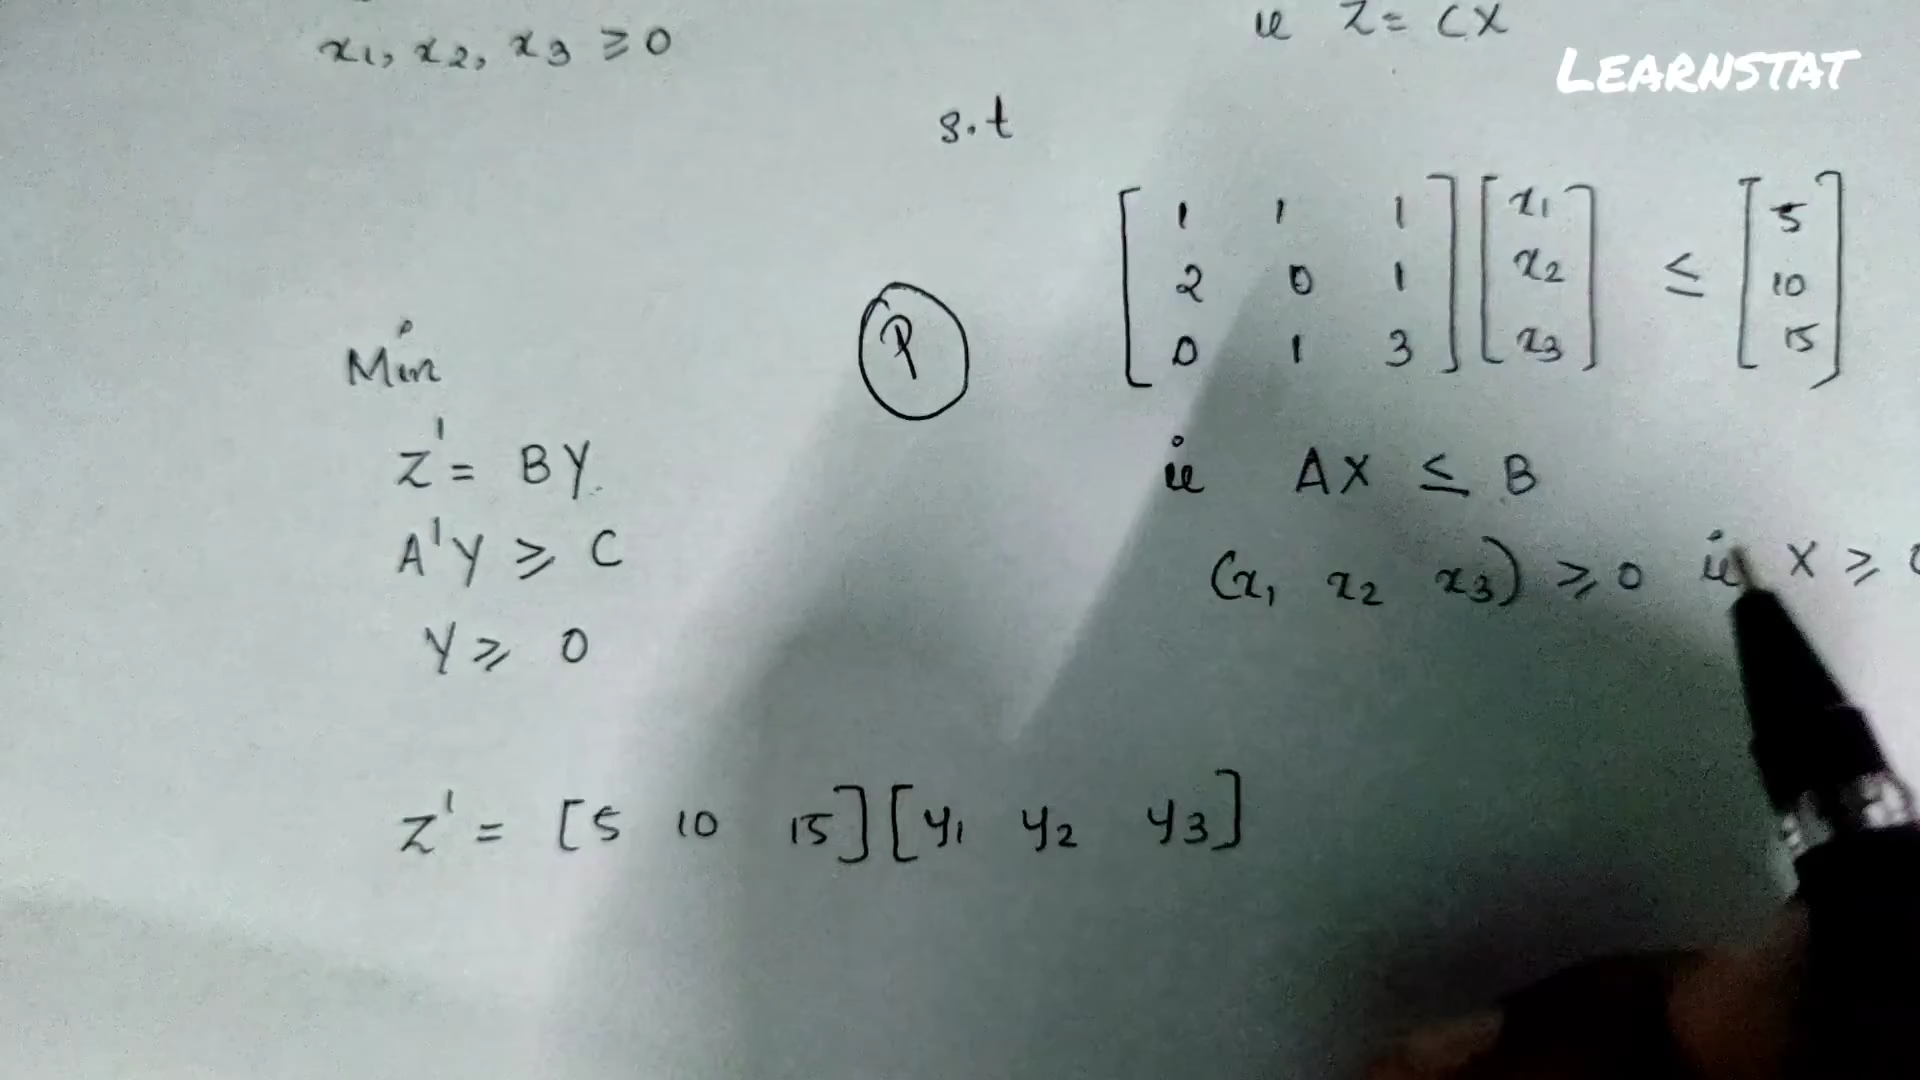 x₁, x₂, x₃ ⩾ 0
ie Z = CX
LEARNSTAT
s.t
[1 1 1] [x₁] [5]
[2 0 1] [x₂] ≤ [10]
[0 1 3] [x₃] [15]
P
ie AX ≤ B
(x₁ x₂ x₃) ⩾ 0 ie X ⩾ 0
Min
Z' = BY
A'Y ⩾ C
Y ⩾ 0
Z' = [5 10 15] [y₁ y₂ y₃]